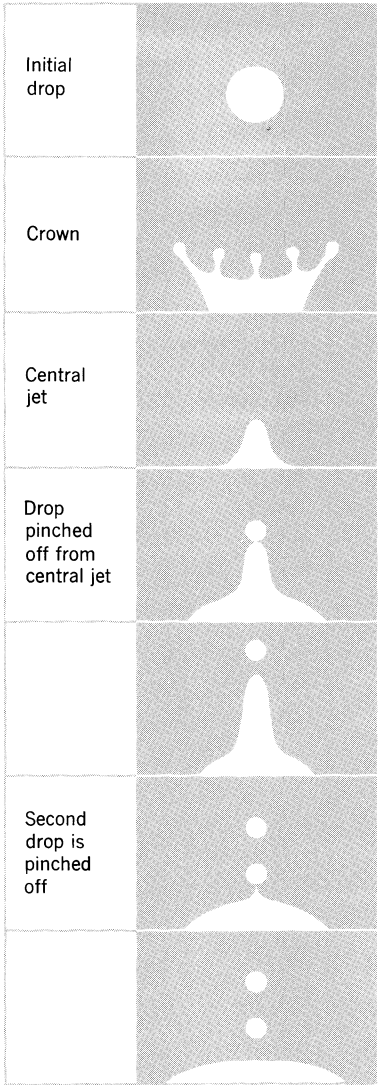 Initial
drop
Crown
Central
jet
Drop
pinched
off from
central jet
Second
drop is
pinched
off